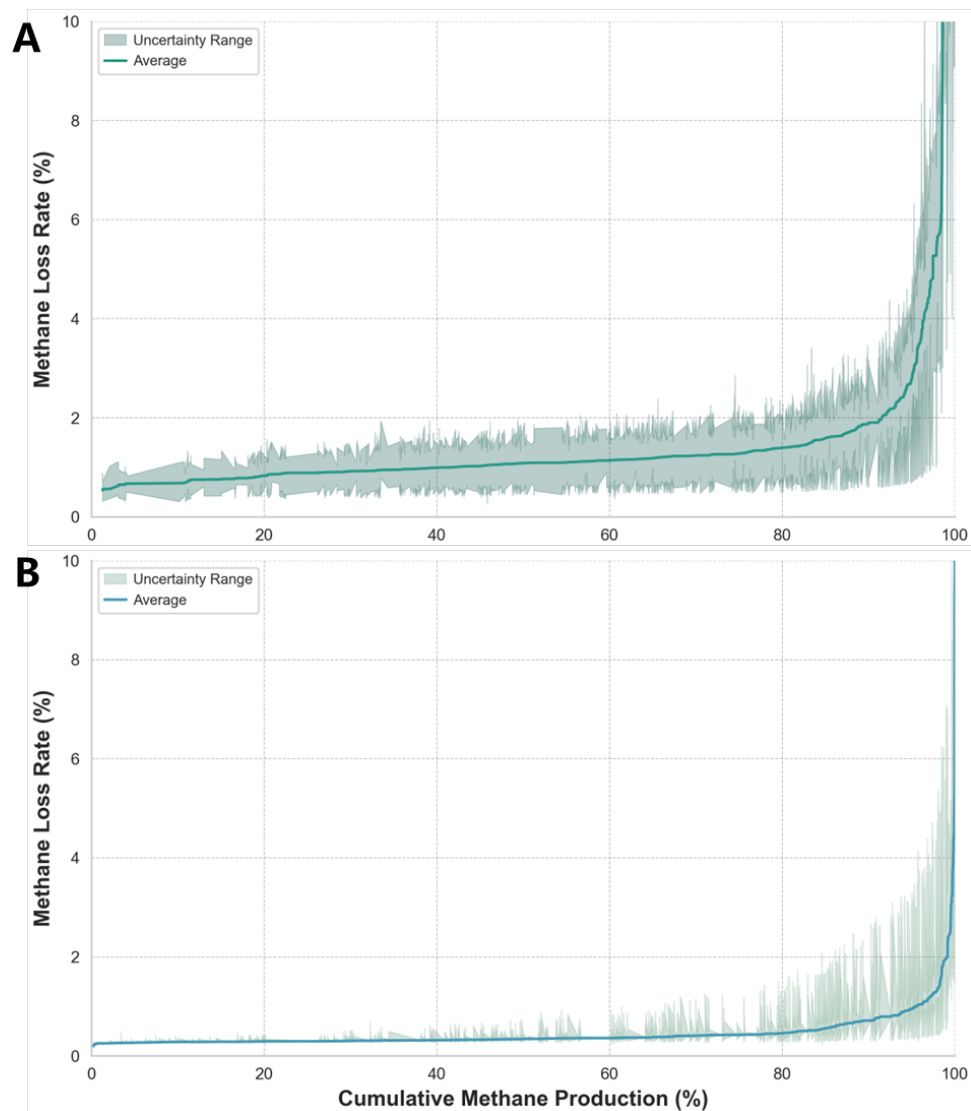 A
10
Uncertainty Range
Average
8
6
4
2
0
Methane Loss Rate (%)
0 20 40 60 80 100
B
10
Uncertainty Range
Average
8
6
4
2
0
Methane Loss Rate (%)
0 20 40 60 80 100
Cumulative Methane Production (%)